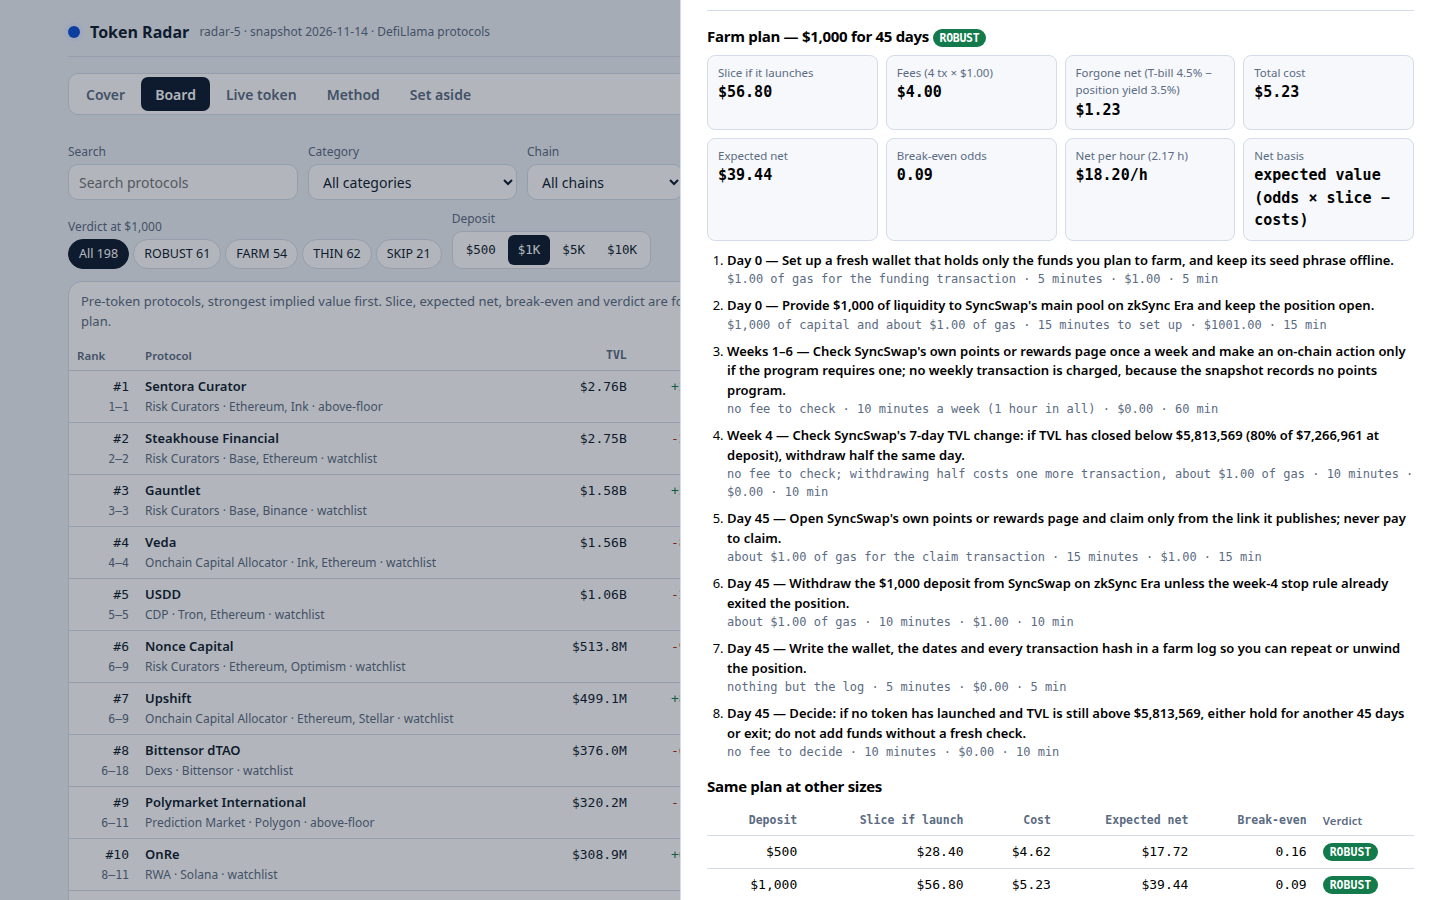 Token Radar radar-5 · snapshot 2026-11-14 · DefiLlama protocols
Cover Board Live token Method Set aside
Search Category Chain
Search protocols All categories All chains
Verdict at $1,000 Deposit
All 198 ROBUST 61 FARM 54 THIN 62 SKIP 21 $500 $1K $5K $10K
Pre-token protocols, strongest implied value first. Slice, expected net, break-even and verdict are fo
plan.
Rank Protocol TVL
#1 Sentora Curator $2.76B
1–1 Risk Curators · Ethereum, Ink · above-floor
#2 Steakhouse Financial $2.75B
2–2 Risk Curators · Base, Ethereum · watchlist
#3 Gauntlet $1.58B
3–3 Risk Curators · Base, Binance · watchlist
#4 Veda $1.56B
4–4 Onchain Capital Allocator · Ink, Ethereum · watchlist
#5 USDD $1.06B
5–5 CDP · Tron, Ethereum · watchlist
#6 Nonce Capital $513.8M
6–9 Risk Curators · Ethereum, Optimism · watchlist
#7 Upshift $499.1M
6–9 Onchain Capital Allocator · Ethereum, Stellar · watchlist
#8 Bittensor dTAO $376.0M
6–18 Dexs · Bittensor · watchlist
#9 Polymarket International $320.2M
6–11 Prediction Market · Polygon · above-floor
#10 OnRe $308.9M
8–11 RWA · Solana · watchlist
Farm plan — $1,000 for 45 days ROBUST
Slice if it launches
$56.80
Fees (4 tx × $1.00)
$4.00
Forgone net (T-bill 4.5% −
position yield 3.5%)
$1.23
Total cost
$5.23
Expected net
$39.44
Break-even odds
0.09
Net per hour (2.17 h)
$18.20/h
Net basis
expected value
(odds × slice −
costs)
1. Day 0 — Set up a fresh wallet that holds only the funds you plan to farm, and keep its seed phrase offline.
$1.00 of gas for the funding transaction · 5 minutes · $1.00 · 5 min
2. Day 0 — Provide $1,000 of liquidity to SyncSwap's main pool on zkSync Era and keep the position open.
$1,000 of capital and about $1.00 of gas · 15 minutes to set up · $1001.00 · 15 min
3. Weeks 1–6 — Check SyncSwap's own points or rewards page once a week and make an on-chain action only
if the program requires one; no weekly transaction is charged, because the snapshot records no points
program.
no fee to check · 10 minutes a week (1 hour in all) · $0.00 · 60 min
4. Week 4 — Check SyncSwap's 7-day TVL change: if TVL has closed below $5,813,569 (80% of $7,266,961 at
deposit), withdraw half the same day.
no fee to check; withdrawing half costs one more transaction, about $1.00 of gas · 10 minutes ·
$0.00 · 10 min
5. Day 45 — Open SyncSwap's own points or rewards page and claim only from the link it publishes; never pay
to claim.
about $1.00 of gas for the claim transaction · 15 minutes · $1.00 · 15 min
6. Day 45 — Withdraw the $1,000 deposit from SyncSwap on zkSync Era unless the week-4 stop rule already
exited the position.
about $1.00 of gas · 10 minutes · $1.00 · 10 min
7. Day 45 — Write the wallet, the dates and every transaction hash in a farm log so you can repeat or unwind
the position.
nothing but the log · 5 minutes · $0.00 · 5 min
8. Day 45 — Decide: if no token has launched and TVL is still above $5,813,569, either hold for another 45 days
or exit; do not add funds without a fresh check.
no fee to decide · 10 minutes · $0.00 · 10 min
Same plan at other sizes
Deposit Slice if launch Cost Expected net Break-even Verdict
$500 $28.40 $4.62 $17.72 0.16 ROBUST
$1,000 $56.80 $5.23 $39.44 0.09 ROBUST